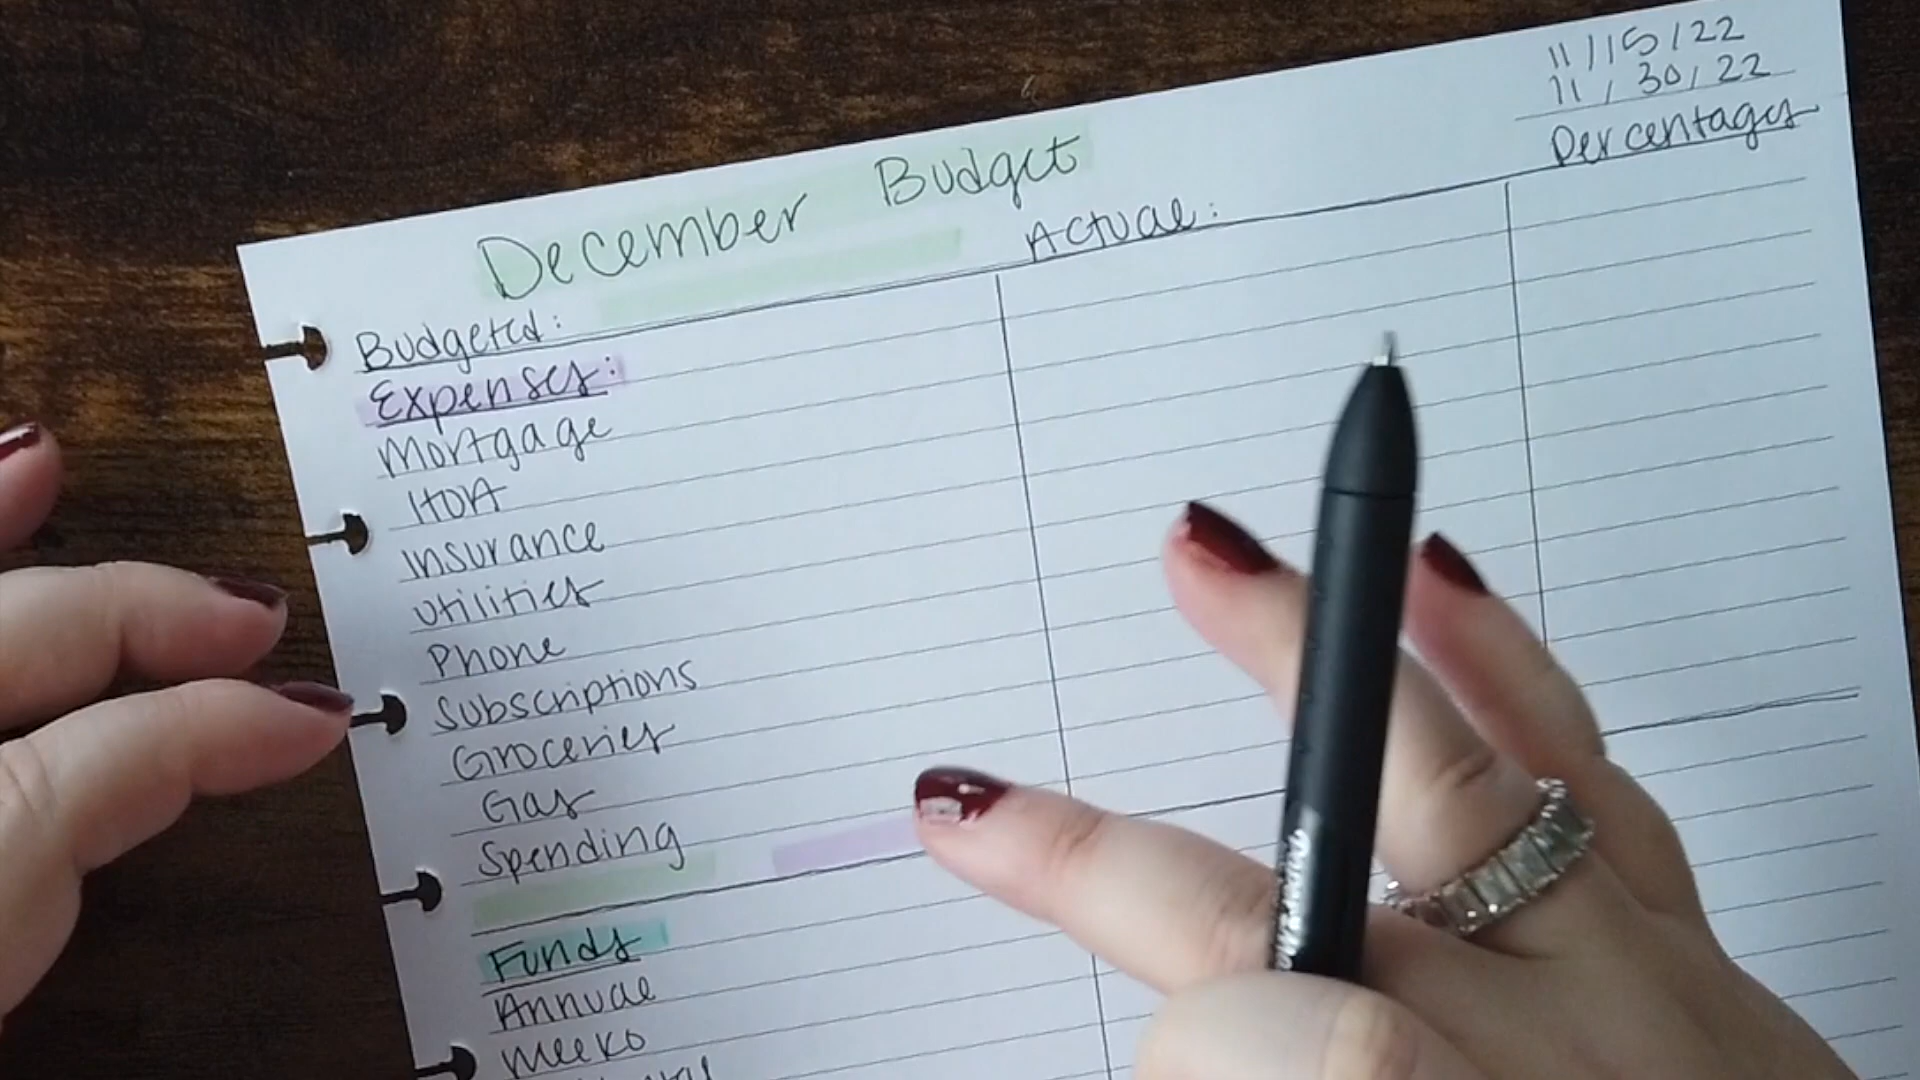 11/15/22
11/30/22
Percentages
December Budget
Budgeted:
Actual:
Expenses:
Mortgage
HOA
Insurance
Utilities
Phone
Subscriptions
Groceries
Gas
Spending
Funds
Annual
Meeko